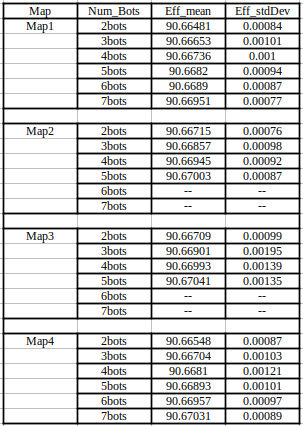 Map Num_Bots Eff_mean Eff_stdDev
Map1 2bots 90.66481 0.00084
3bots 90.66653 0.00101
4bots 90.66736 0.001
5bots 90.6682 0.00094
6bots 90.6689 0.00087
7bots 90.66951 0.00077
Map2 2bots 90.66715 0.00076
3bots 90.66857 0.00098
4bots 90.66945 0.00092
5bots 90.67003 0.00087
6bots -- --
7bots -- --
Map3 2bots 90.66709 0.00099
3bots 90.66901 0.00195
4bots 90.66993 0.00139
5bots 90.67041 0.00135
6bots -- --
7bots -- --
Map4 2bots 90.66548 0.00087
3bots 90.66704 0.00103
4bots 90.6681 0.00121
5bots 90.66893 0.00101
6bots 90.66957 0.00097
7bots 90.67031 0.00089